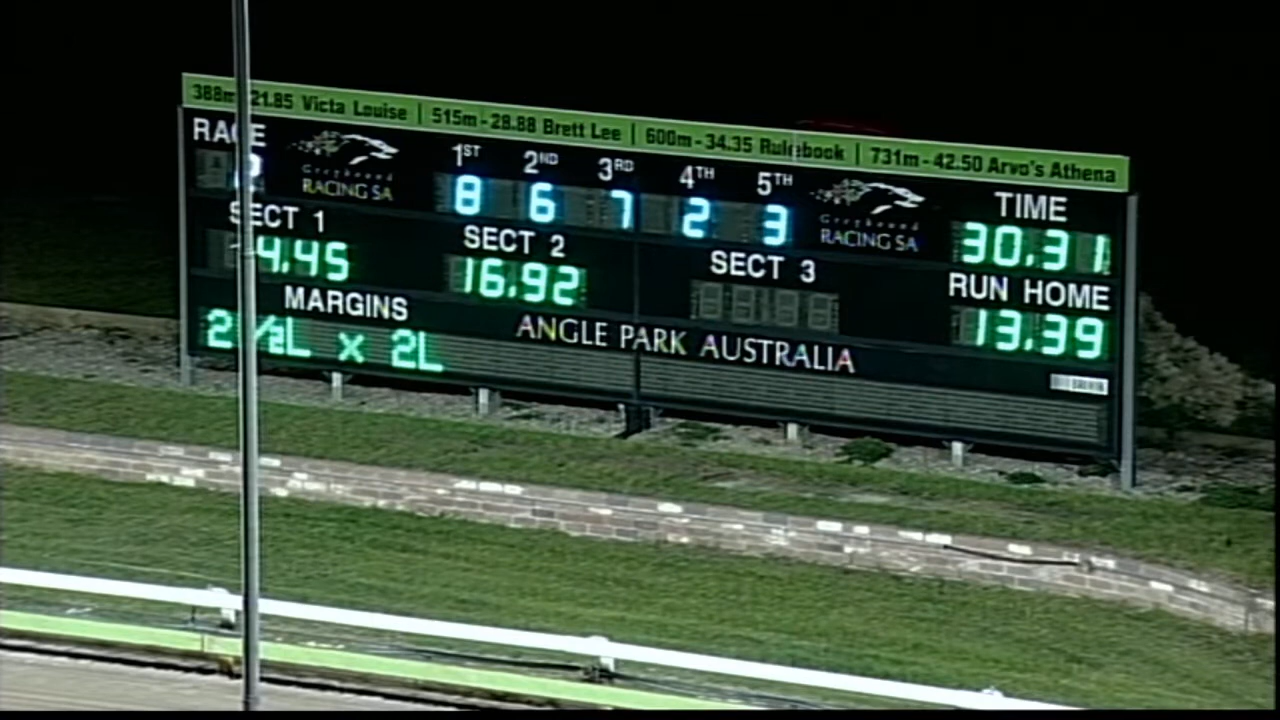 388m 21.85 Victa Louise | 515m - 28.88 Brett Lee | 600m - 34.35 Rulebook | 731m - 42.50 Arvo's Athena
RACE 1ST 2ND 3RD 4TH 5TH TIME
Greyhound RACING SA
8 6 7 2 3
Greyhound RACING SA
30.31
SECT 1 SECT 2 SECT 3 RUN HOME
4.45 16.92 13.39
MARGINS ANGLE PARK AUSTRALIA
2 ½L x 2L